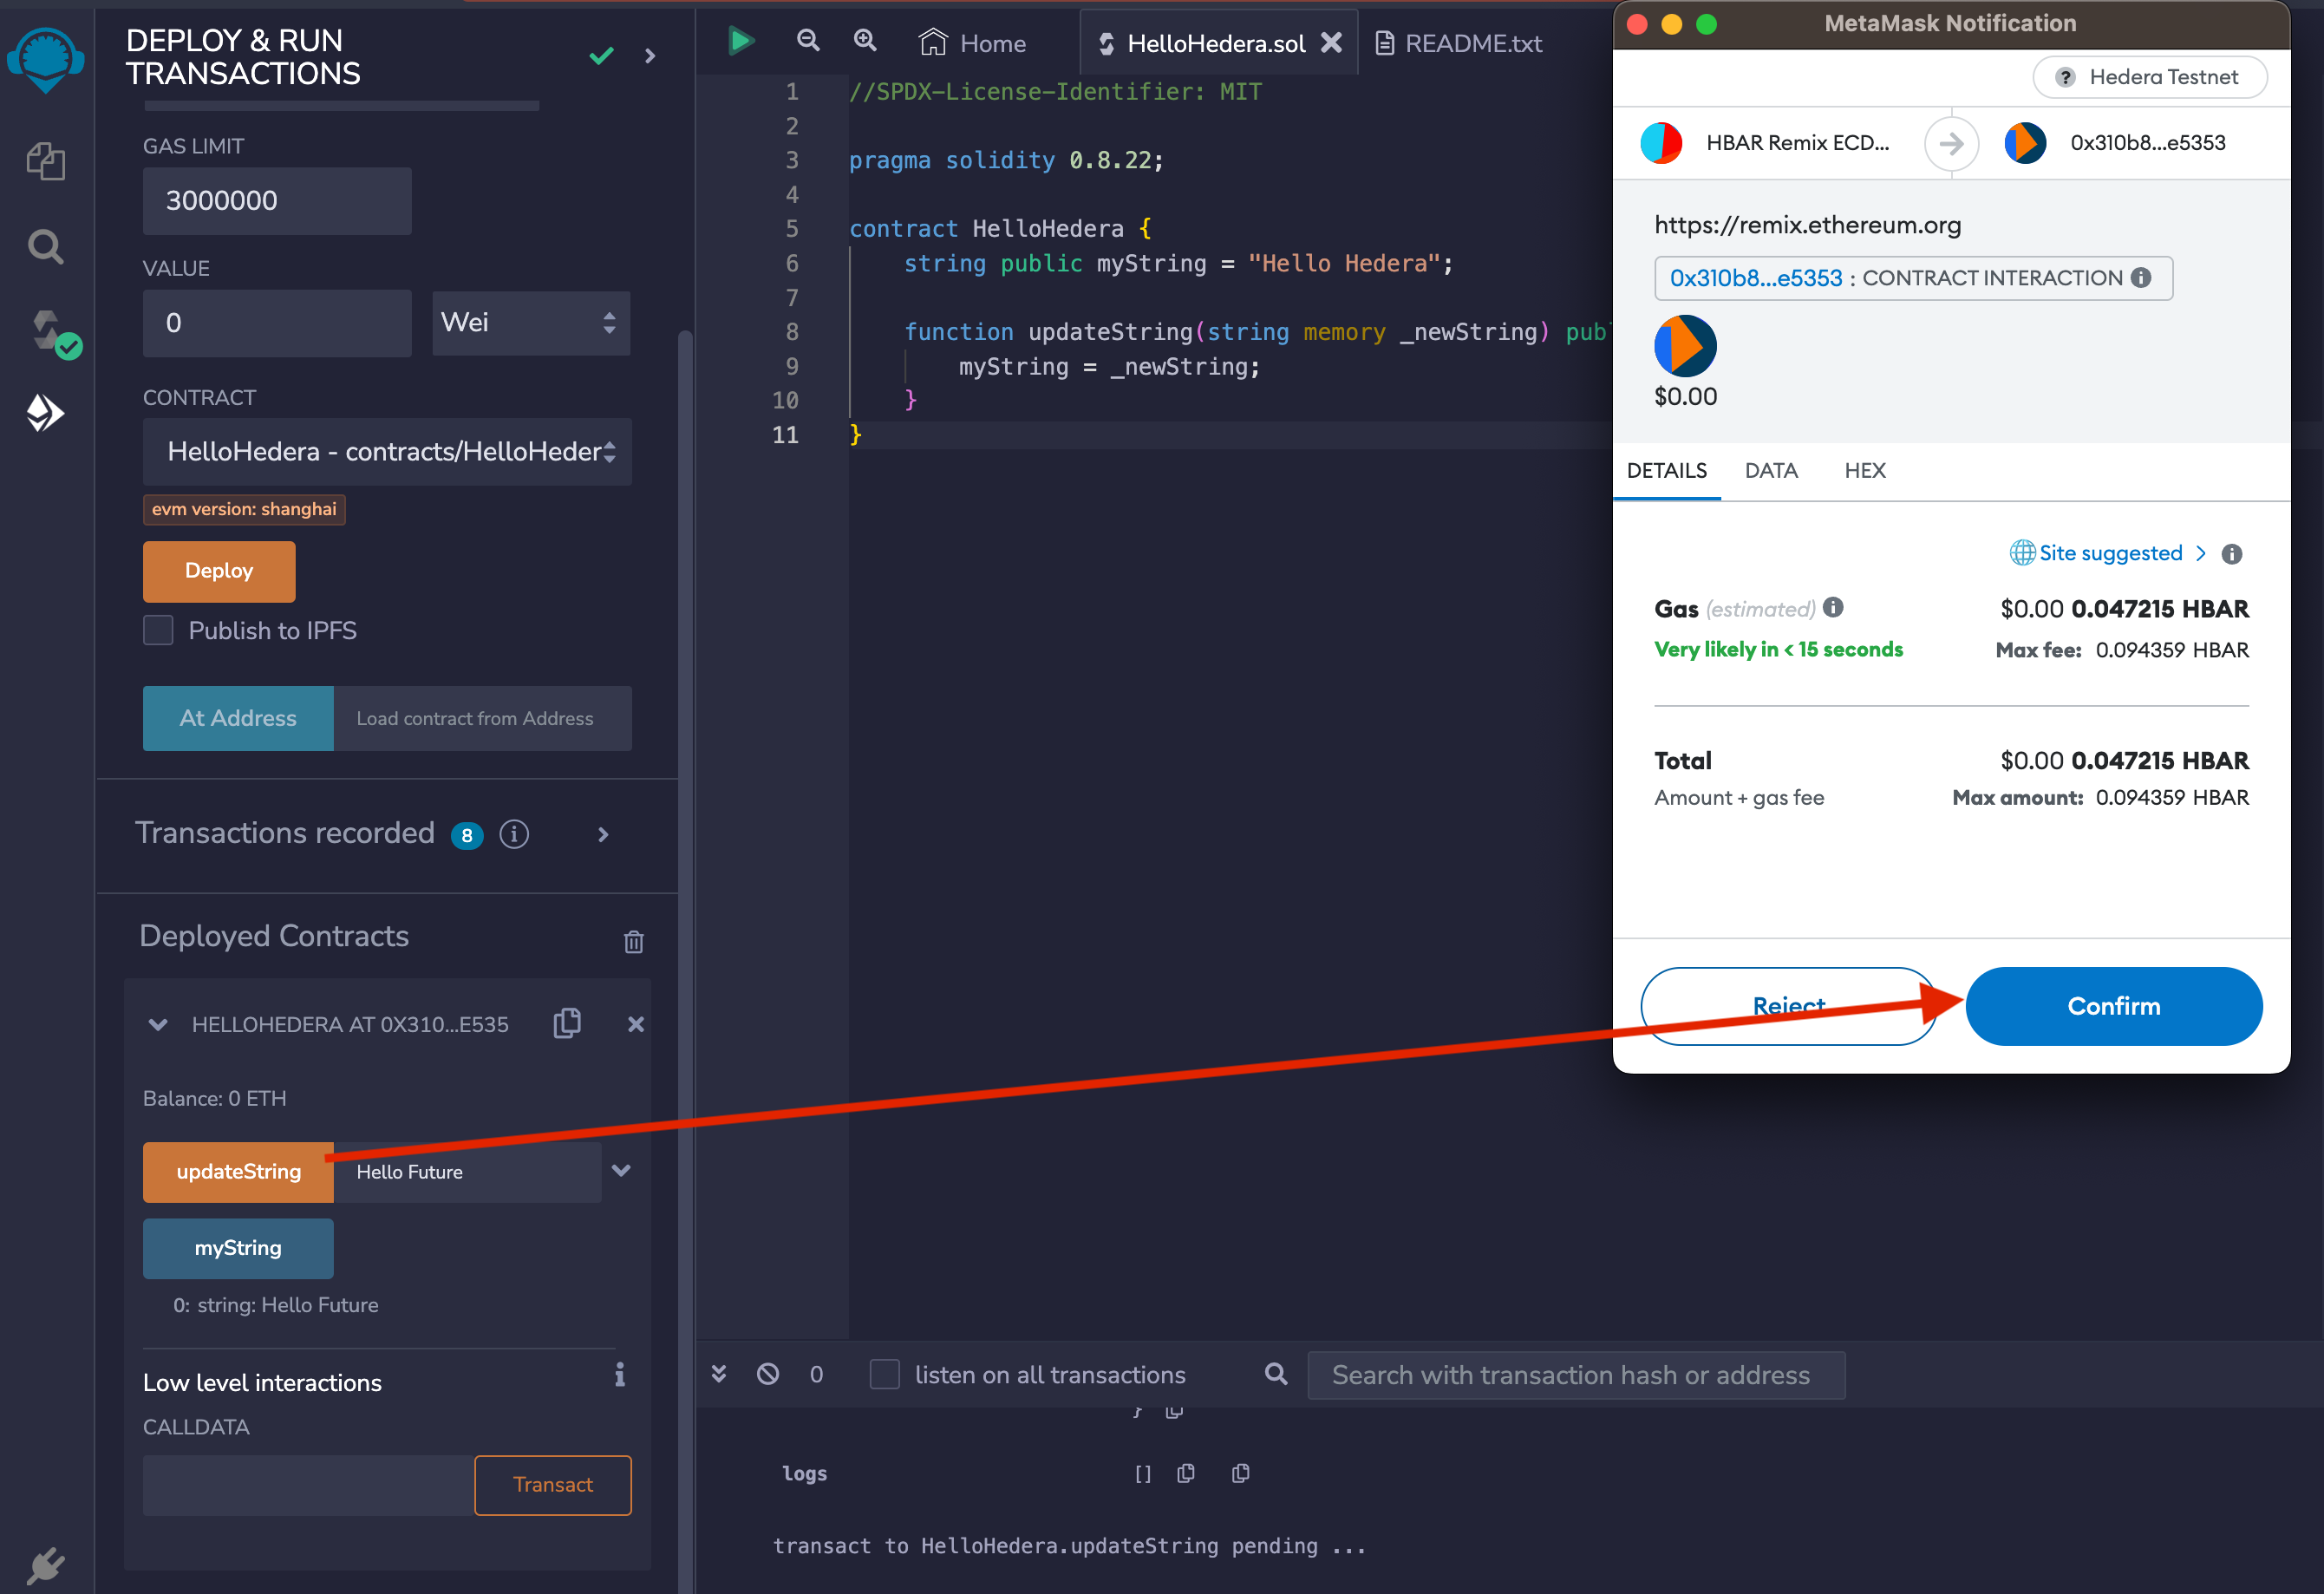 DEPLOY & RUN
TRANSACTIONS
GAS LIMIT
3000000
VALUE
0
Wei
CONTRACT
HelloHedera - contracts/HelloHeder
evm version: shanghai
Deploy
Publish to IPFS
At Address
Load contract from Address
Transactions recorded 8 i
Deployed Contracts
HELLOHEDERA AT 0X310...E535
Balance: 0 ETH
updateString
Hello Future
myString
0: string: Hello Future
Low level interactions
i
CALLDATA
Transact
Home
HelloHedera.sol
README.txt
1 //SPDX-License-Identifier: MIT
2
3 pragma solidity 0.8.22;
4
5 contract HelloHedera {
6 string public myString = "Hello Hedera";
7
8 function updateString(string memory _newString) pub
9 myString = _newString;
10 }
11 }
0
listen on all transactions
Search with transaction hash or address
}
logs
[]
transact to HelloHedera.updateString pending ...
MetaMask Notification
? Hedera Testnet
HBAR Remix ECD...
0x310b8...e5353
https://remix.ethereum.org
0x310b8...e5353 : CONTRACT INTERACTION i
$0.00
DETAILS
DATA
HEX
Site suggested > i
Gas (estimated) i
$0.00 0.047215 HBAR
Very likely in < 15 seconds
Max fee: 0.094359 HBAR
Total
$0.00 0.047215 HBAR
Amount + gas fee
Max amount: 0.094359 HBAR
Reject
Confirm